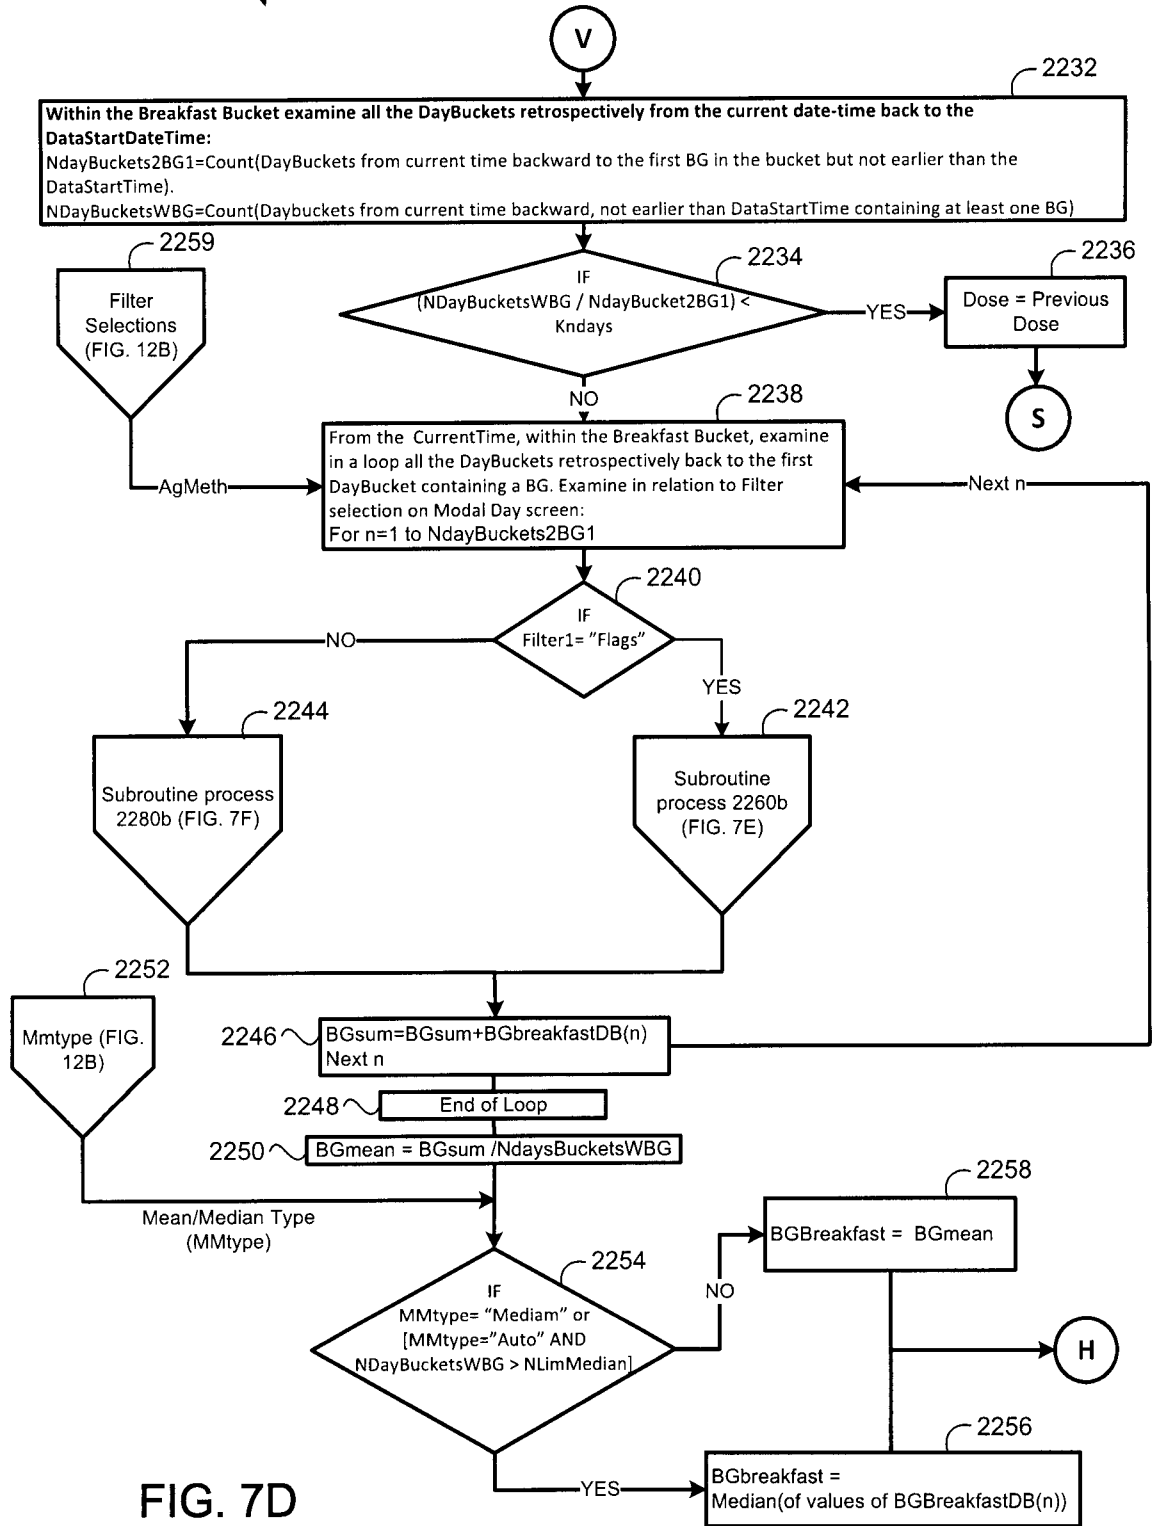 V
2232
Within the Breakfast Bucket examine all the DayBuckets retrospectively from the current date-time back to the
DataStartDateTime:
NdayBuckets2BG1=Count(DayBuckets from current time backward to the first BG in the bucket but not earlier than the
DataStartTime).
NDayBucketsWBG=Count(Daybuckets from current time backward, not earlier than DataStartTime containing at least one BG)
2259
Filter
Selections
(FIG. 12B)
2234
IF
(NDayBucketsWBG / NdayBucket2BG1) <
Kndays
YES
2236
Dose = Previous
Dose
S
NO
2238
From the CurrentTime, within the Breakfast Bucket, examine
in a loop all the DayBuckets retrospectively back to the first
DayBucket containing a BG. Examine in relation to Filter
selection on Modal Day screen:
For n=1 to NdayBuckets2BG1
AgMeth
Next n
2240
IF
Filter1= "Flags"
NO
YES
2244
Subroutine process
2280b (FIG. 7F)
2242
Subroutine
process 2260b
(FIG. 7E)
2252
Mmtype (FIG.
12B)
2246
BGsum=BGsum+BGbreakfastDB(n)
Next n
2248
End of Loop
2250
BGmean = BGsum /NdaysBucketsWBG
Mean/Median Type
(MMtype)
2254
IF
MMtype= "Mediam" or
[MMtype="Auto" AND
NDayBucketsWBG > NLimMedian]
NO
2258
BGBreakfast = BGmean
H
YES
2256
BGbreakfast =
Median(of values of BGBreakfastDB(n))
FIG. 7D